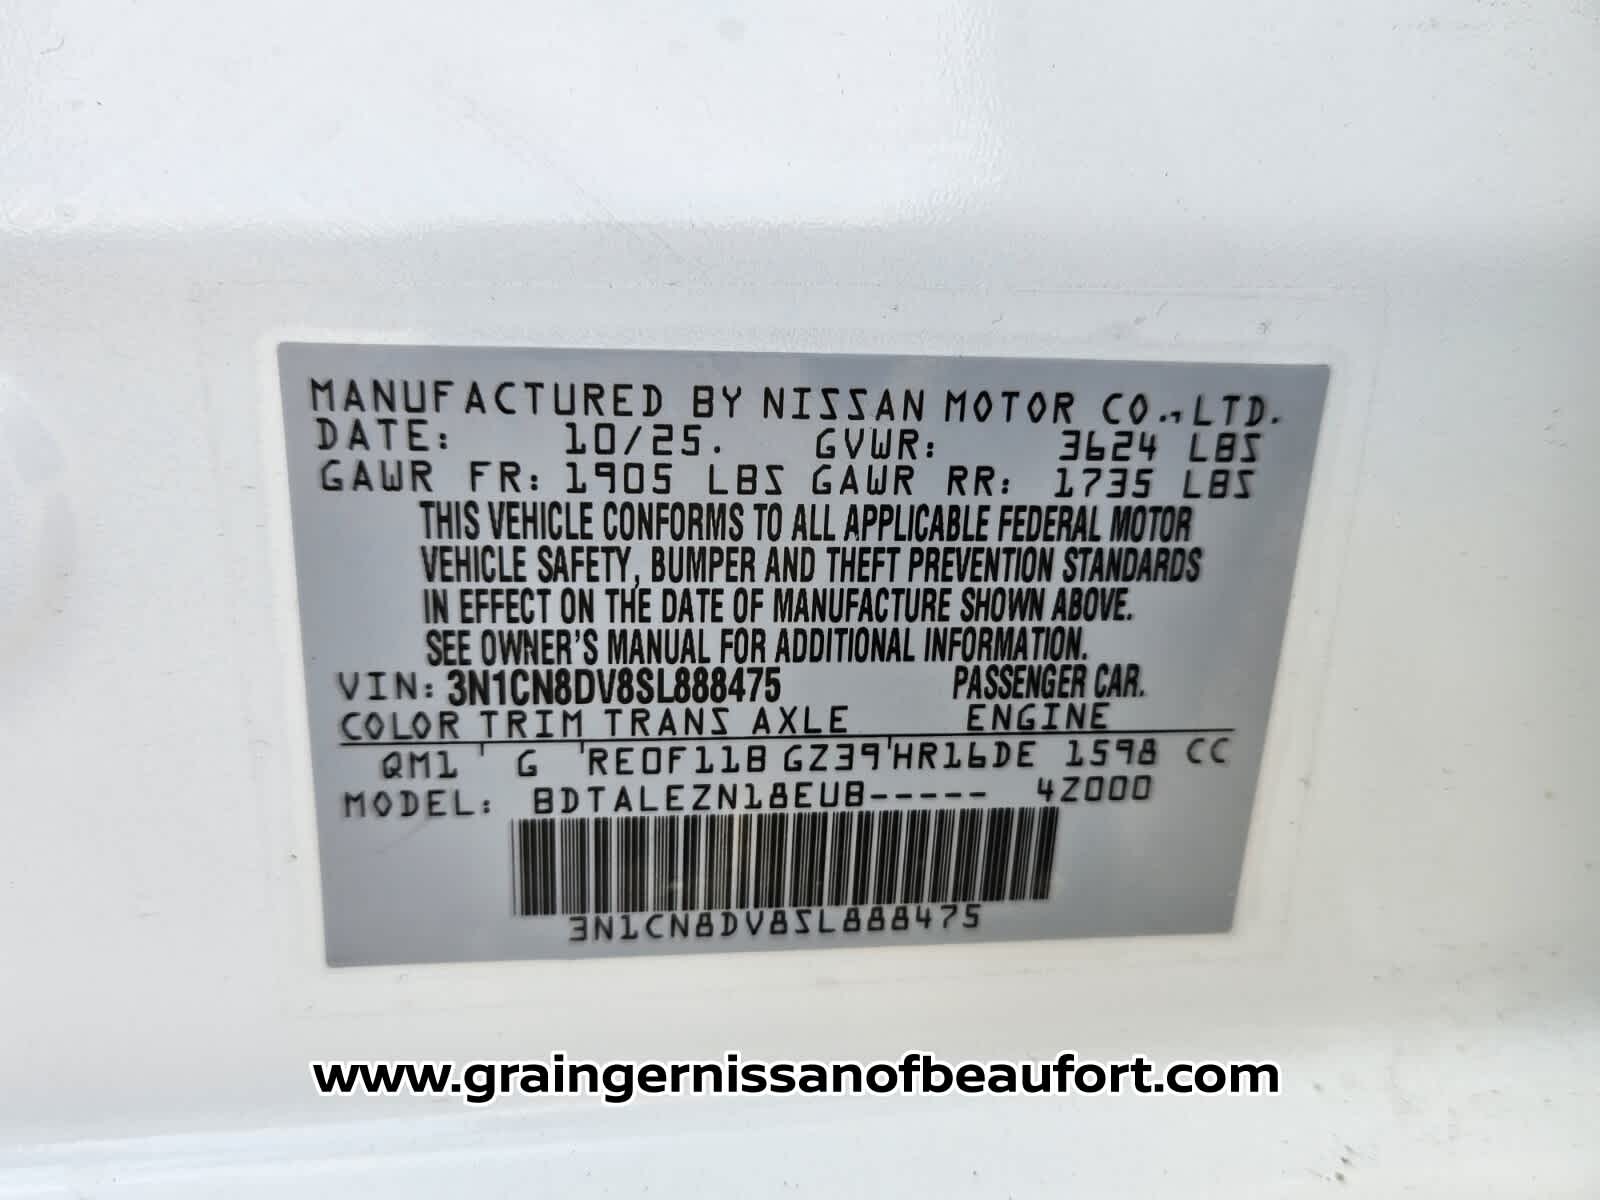 MANUFACTURED BY NISSAN MOTOR CO., LTD.
DATE: 10/25. GVWR: 3624 LBS
GAWR FR: 1905 LBS GAWR RR: 1735 LBS
THIS VEHICLE CONFORMS TO ALL APPLICABLE FEDERAL MOTOR
VEHICLE SAFETY, BUMPER AND THEFT PREVENTION STANDARDS
IN EFFECT ON THE DATE OF MANUFACTURE SHOWN ABOVE.
SEE OWNER'S MANUAL FOR ADDITIONAL INFORMATION.
VIN: 3N1CN8DV8SL888475 PASSENGER CAR.
COLOR TRIM TRANS AXLE ENGINE
QM1 ' G 'RE0F11B GZ39'HR16DE 1598 CC
MODEL: BDTALEZN18EUB----- 4Z000
3N1CN8DV8SL888475
www.graingernissanofbeaufort.com